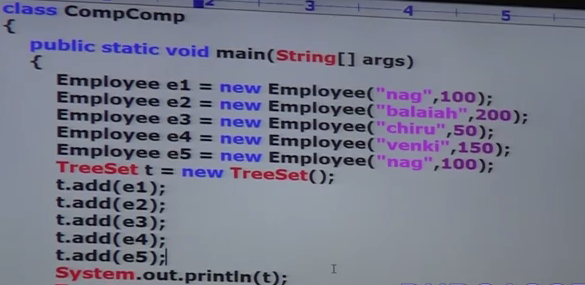 2 3 4 5
class CompComp
{
public static void main(String[] args)
{
Employee e1 = new Employee("nag",100);
Employee e2 = new Employee("balaiah",200);
Employee e3 = new Employee("chiru",50);
Employee e4 = new Employee("venki",150);
Employee e5 = new Employee("nag",100);
TreeSet t = new TreeSet();
t.add(e1);
t.add(e2);
t.add(e3);
t.add(e4);
t.add(e5);
System.out.println(t);